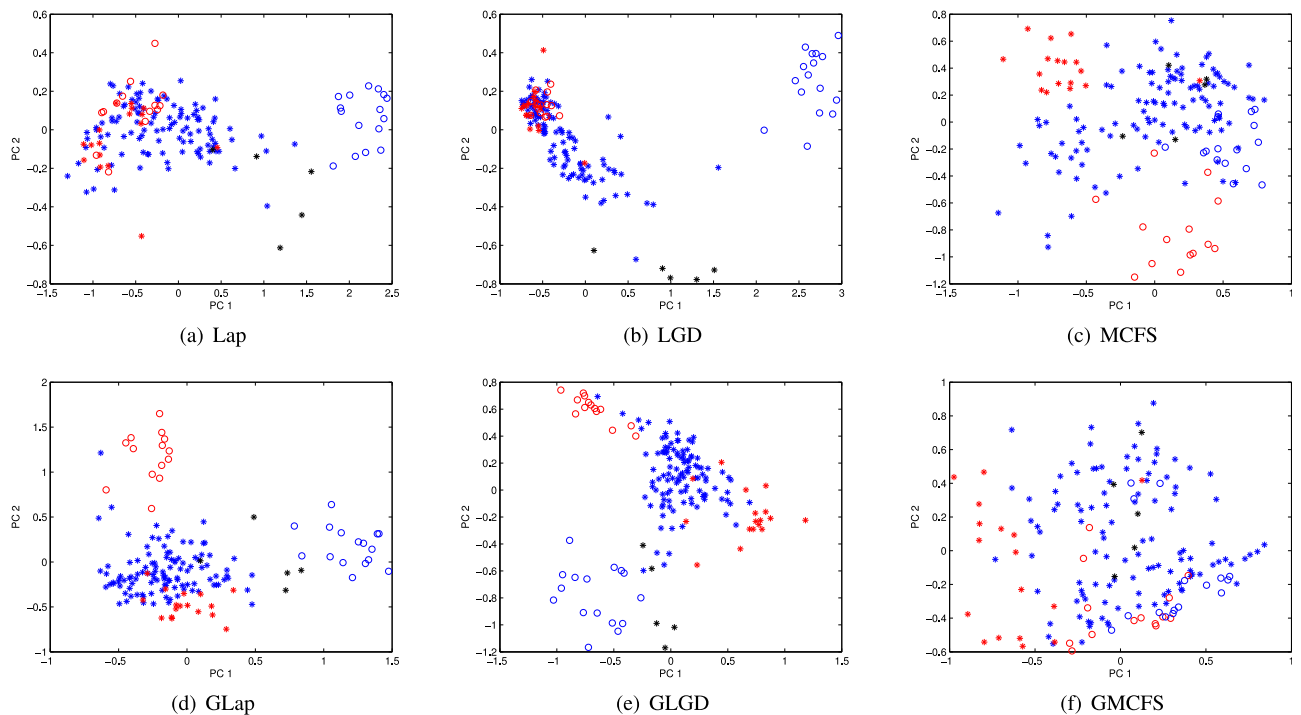 0.6
0.4
0.2
0
−0.2
−0.4
−0.6
−0.8
PC 2
−1.5 −1 −0.5 0 0.5 1 1.5 2 2.5
PC 1
(a) Lap
0.6
0.4
0.2
0
−0.2
−0.4
−0.6
−0.8
PC 2
−1 −0.5 0 0.5 1 1.5 2 2.5 3
PC 1
(b) LGD
0.8
0.6
0.4
0.2
0
−0.2
−0.4
−0.6
−0.8
−1
−1.2
PC 2
−1.5 −1 −0.5 0 0.5 1
PC 1
(c) MCFS
2
1.5
1
0.5
0
−0.5
−1
PC 2
−1 −0.5 0 0.5 1 1.5
PC 1
(d) GLap
0.8
0.6
0.4
0.2
0
−0.2
−0.4
−0.6
−0.8
−1
−1.2
PC 2
−1.5 −1 −0.5 0 0.5 1 1.5
PC 1
(e) GLGD
1
0.8
0.6
0.4
0.2
0
−0.2
−0.4
−0.6
PC 2
−1 −0.5 0 0.5 1
PC 1
(f) GMCFS